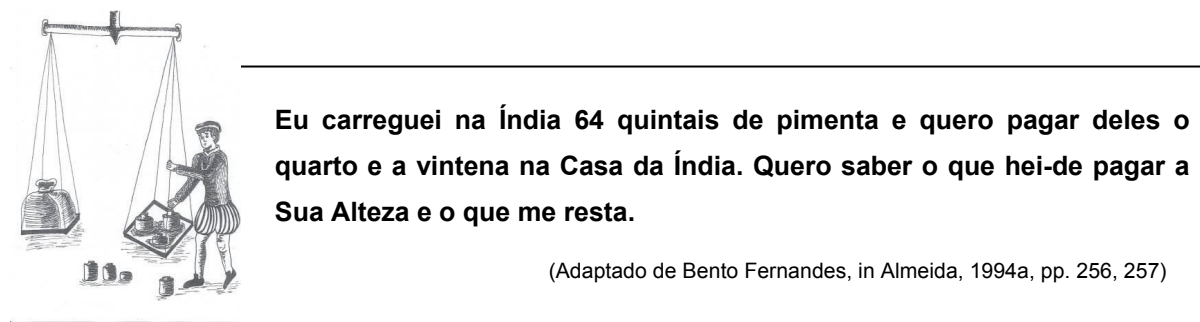 Eu carreguei na Índia 64 quintais de pimenta e quero pagar deles o
quarto e a vintena na Casa da Índia. Quero saber o que hei-de pagar a
Sua Alteza e o que me resta.
(Adaptado de Bento Fernandes, in Almeida, 1994a, pp. 256, 257)